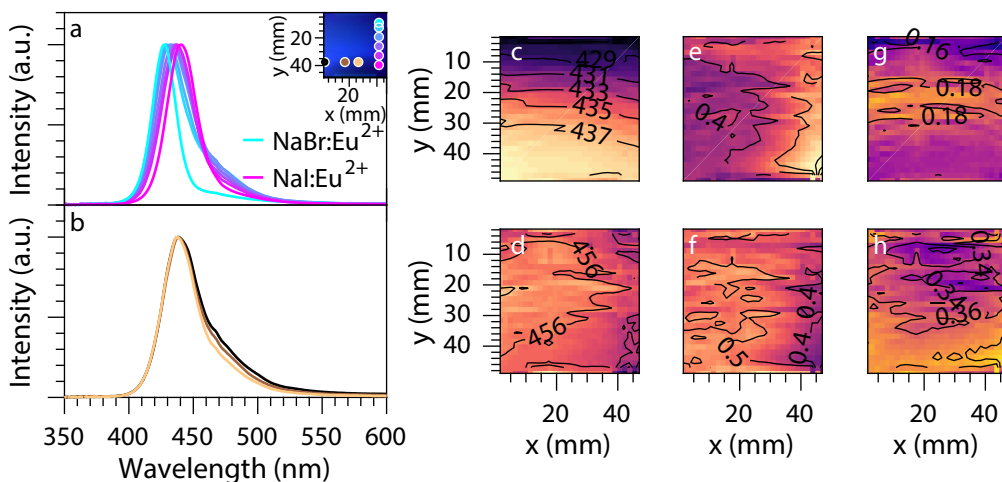 a
Intensity (a.u.)
y (mm)
20
40
20
x (mm)
NaBr:Eu²⁺
NaI:Eu²⁺
b
Intensity (a.u.)
350 400 450 500 550 600
Wavelength (nm)
c
429
431
433
435
437
y (mm)
10
20
30
40
e
0.4
g
0.16
0.18
0.18
d
456
456
y (mm)
10
20
30
40
20 40
x (mm)
f
0.5
0.4
0.4
20 40
x (mm)
h
0.34
0.34
0.36
20 40
x (mm)